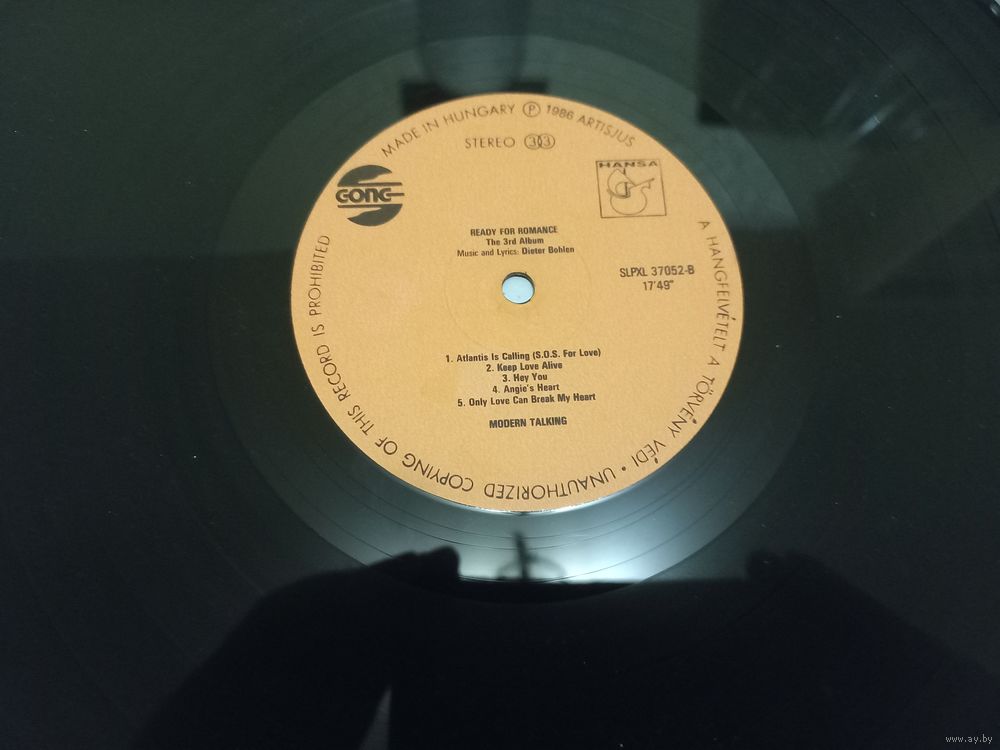 MADE IN HUNGARY Ⓟ 1986 ARTISJUS
STEREO 33
GONG
HANSA
READY FOR ROMANCE
The 3rd Album
Music and Lyrics: Dieter Bohlen
SLPXL 37052-B
17'49"
1. Atlantis Is Calling (S.O.S. For Love)
2. Keep Love Alive
3. Hey You
4. Angie's Heart
5. Only Love Can Break My Heart
MODERN TALKING
A HANGFELVÉTELT A TÖRVÉNY VÉDI • UNAUTHORIZED COPYING OF THIS RECORD IS PROHIBITED
www.ay.by